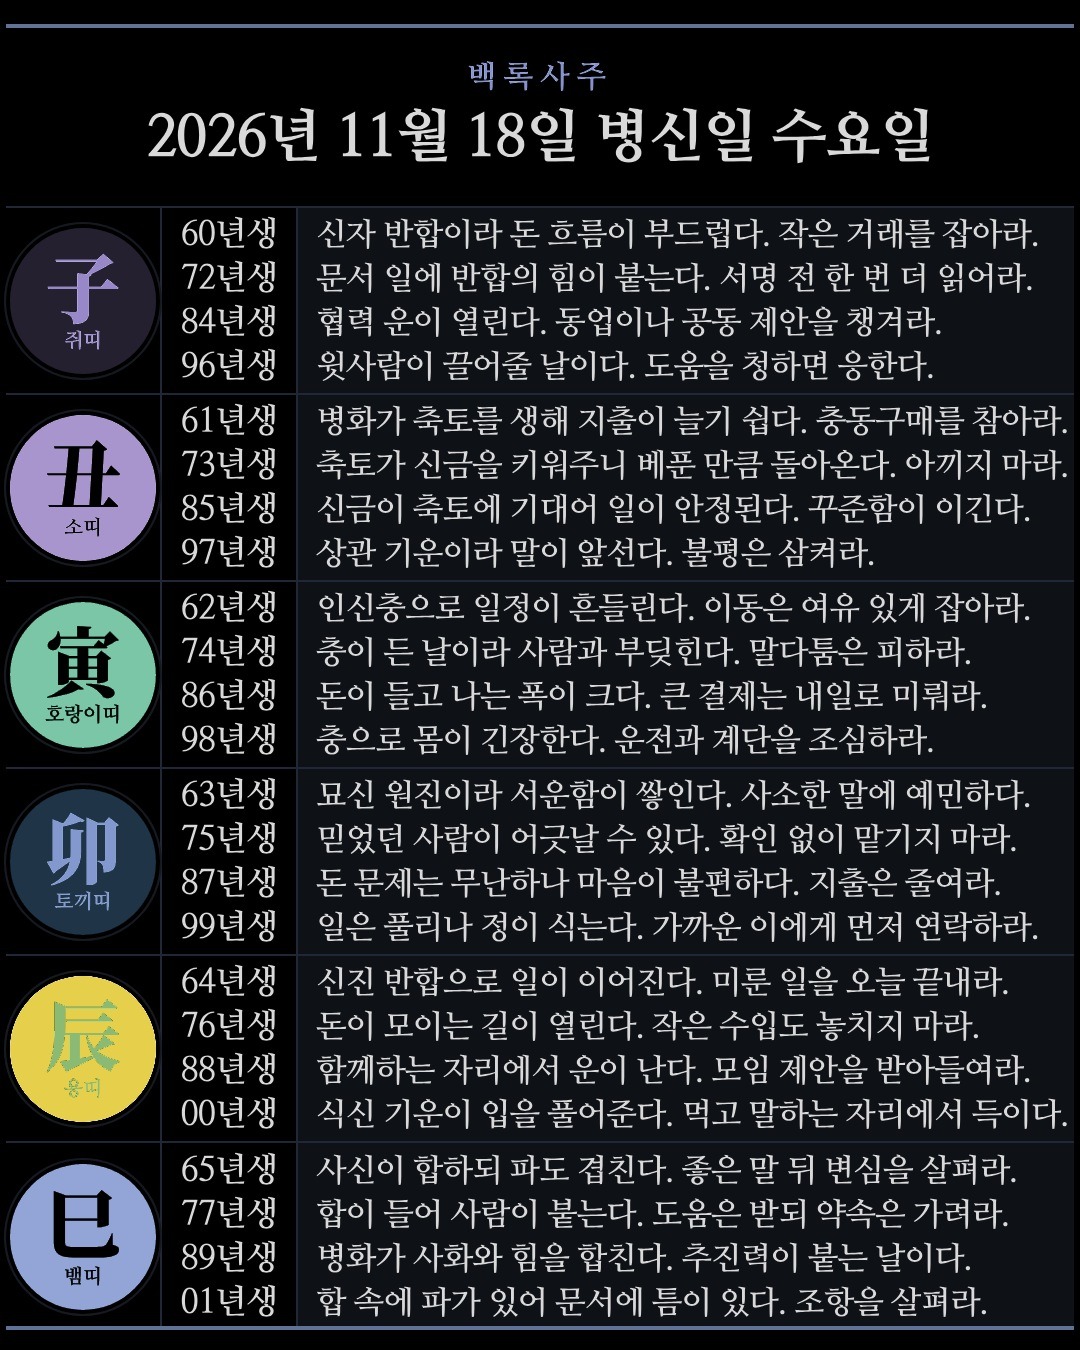 백록사주
2026년 11월 18일 병신일 수요일
子
쥐띠
60년생 신자 반합이라 돈 흐름이 부드럽다. 작은 거래를 잡아라.
72년생 문서 일에 반합의 힘이 붙는다. 서명 전 한 번 더 읽어라.
84년생 협력 운이 열린다. 동업이나 공동 제안을 챙겨라.
96년생 윗사람이 끌어줄 날이다. 도움을 청하면 응한다.
丑
소띠
61년생 병화가 축토를 생해 지출이 늘기 쉽다. 충동구매를 참아라.
73년생 축토가 신금을 키워주니 베푼 만큼 돌아온다. 아끼지 마라.
85년생 신금이 축토에 기대어 일이 안정된다. 꾸준함이 이긴다.
97년생 상관 기운이라 말이 앞선다. 불평은 삼켜라.
寅
호랑이띠
62년생 인신충으로 일정이 흔들린다. 이동은 여유 있게 잡아라.
74년생 충이 든 날이라 사람과 부딪힌다. 말다툼은 피하라.
86년생 돈이 들고 나는 폭이 크다. 큰 결제는 내일로 미뤄라.
98년생 충으로 몸이 긴장한다. 운전과 계단을 조심하라.
卯
토끼띠
63년생 묘신 원진이라 서운함이 쌓인다. 사소한 말에 예민하다.
75년생 믿었던 사람이 어긋날 수 있다. 확인 없이 맡기지 마라.
87년생 돈 문제는 무난하나 마음이 불편하다. 지출은 줄여라.
99년생 일은 풀리나 정이 식는다. 가까운 이에게 먼저 연락하라.
辰
용띠
64년생 신진 반합으로 일이 이어진다. 미룬 일을 오늘 끝내라.
76년생 돈이 모이는 길이 열린다. 작은 수입도 놓치지 마라.
88년생 함께하는 자리에서 운이 난다. 모임 제안을 받아들여라.
00년생 식신 기운이 입을 풀어준다. 먹고 말하는 자리에서 득이다.
巳
뱀띠
65년생 사신이 합하되 파도 겹친다. 좋은 말 뒤 변심을 살펴라.
77년생 합이 들어 사람이 붙는다. 도움은 받되 약속은 가려라.
89년생 병화가 사화와 힘을 합친다. 추진력이 붙는 날이다.
01년생 합 속에 파가 있어 문서에 틈이 있다. 조항을 살펴라.